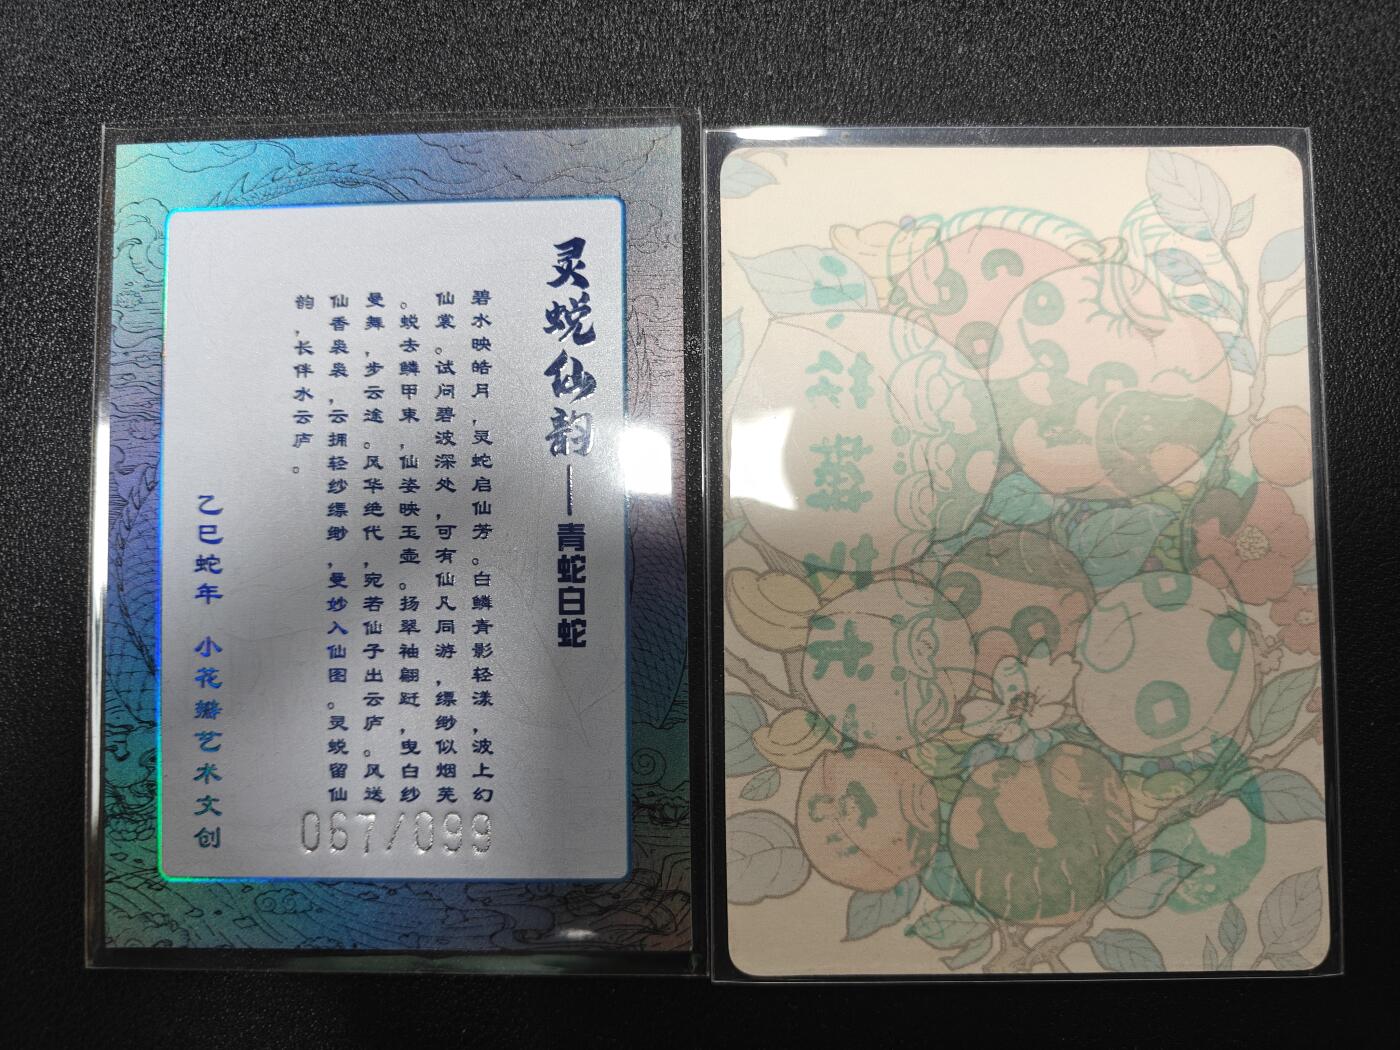 灵蜕仙韵——青蛇白蛇
碧水映皓月，灵蛇启仙芳。白鳞青影轻漾，波上幻
仙裳。试问碧波深处，可有仙凡同游，缥缈似烟芜
。蜕去鳞甲束，仙姿映玉壶。扬翠袖翩跹，曳白纱
曼舞，步云途。风华绝代，宛若仙子出云庐。风送
仙香袅袅，云拥轻纱缥缈，曼妙入仙图。灵蜕留仙
韵，长伴水云庐。
乙巳蛇年 小花瓣艺术文创
067/099